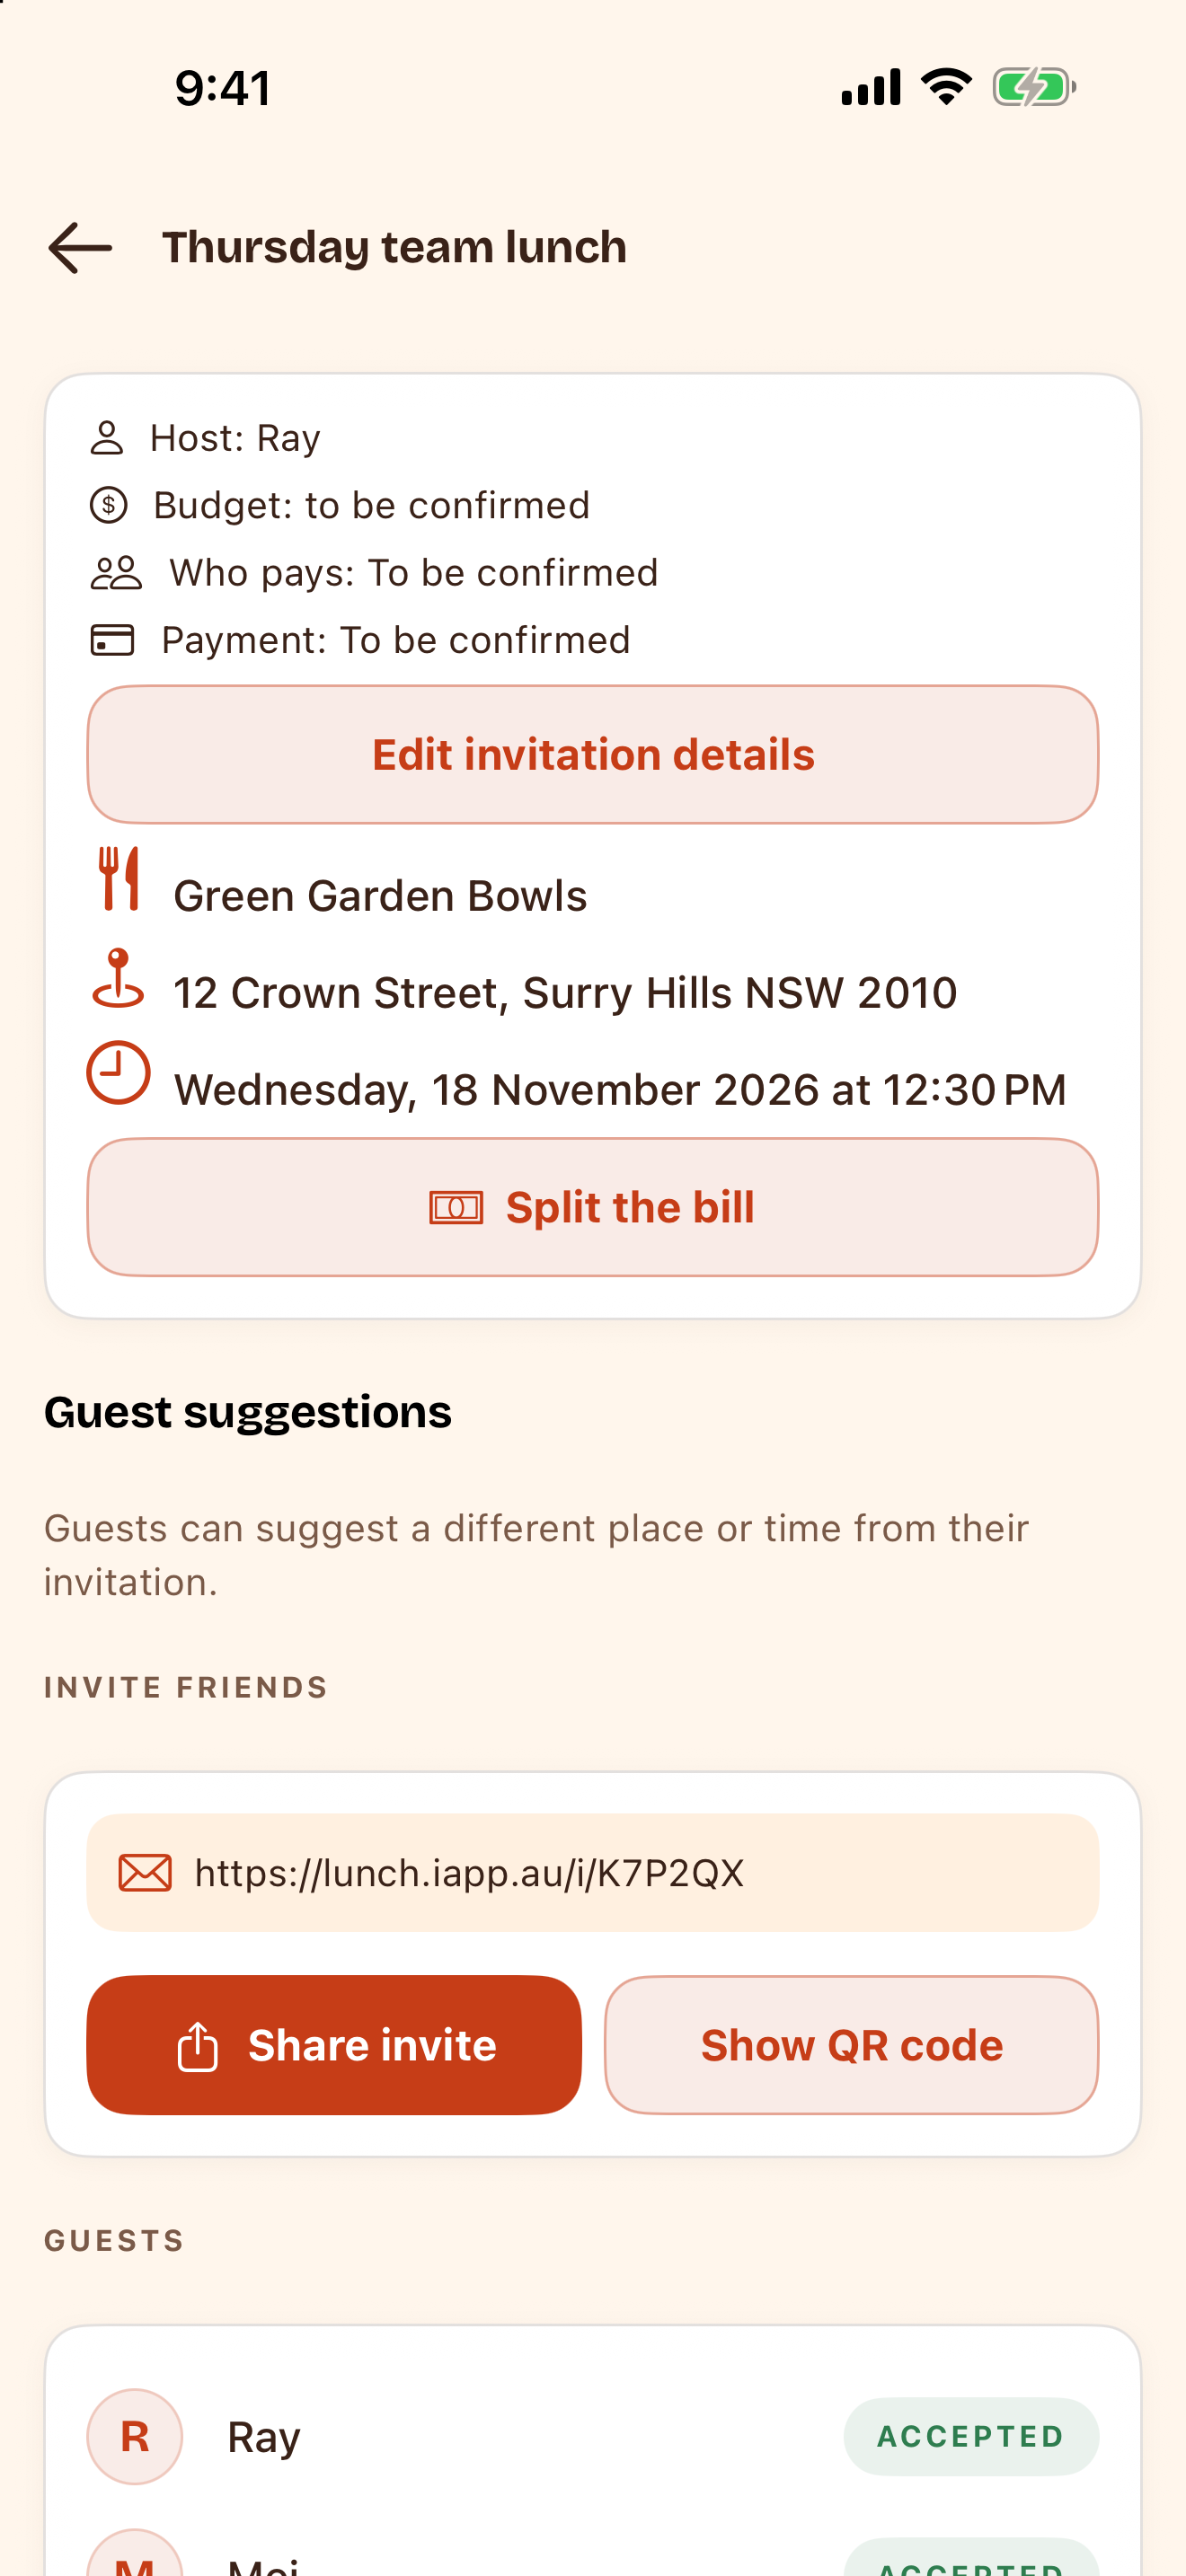 9:41
Thursday team lunch
Host: Ray
Budget: to be confirmed
Who pays: To be confirmed
Payment: To be confirmed
Edit invitation details
Green Garden Bowls
12 Crown Street, Surry Hills NSW 2010
Wednesday, 18 November 2026 at 12:30 PM
Split the bill
Guest suggestions
Guests can suggest a different place or time from their
invitation.
INVITE FRIENDS
https://lunch.iapp.au/i/K7P2QX
Share invite
Show QR code
GUESTS
R Ray ACCEPTED
M Mei ACCEPTED